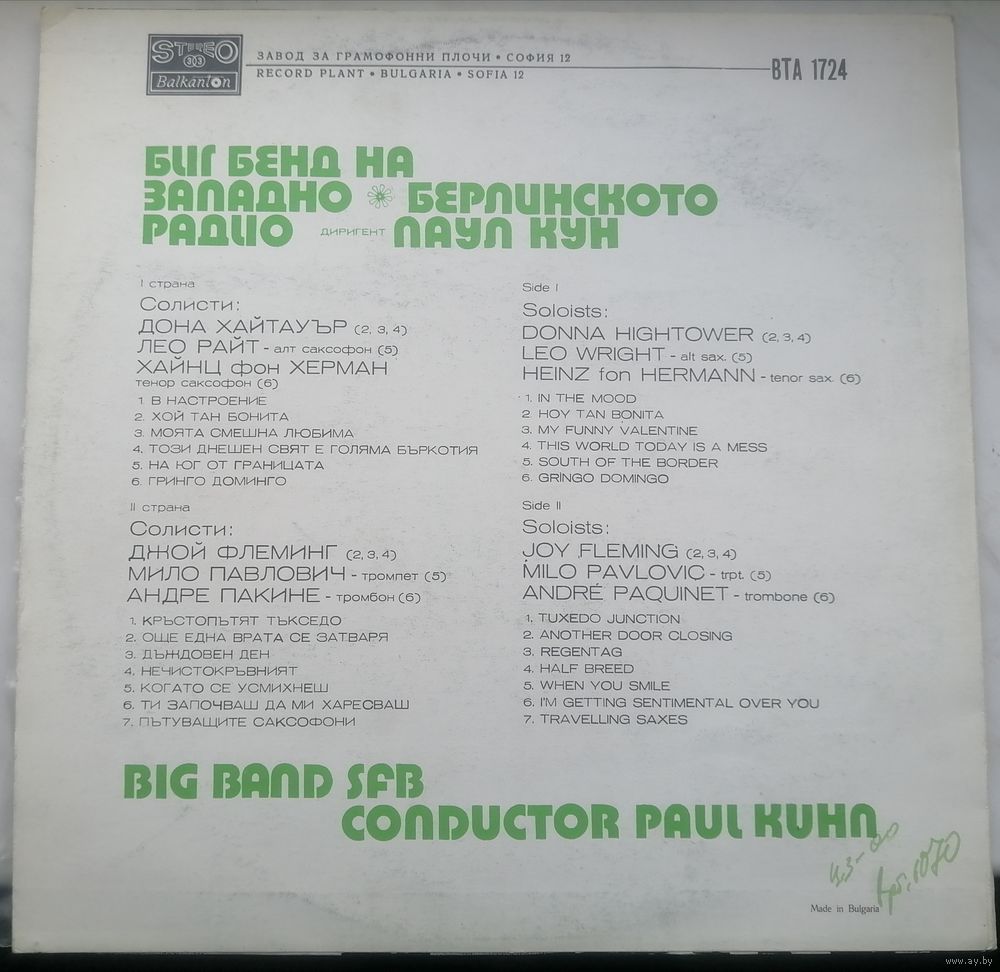 STEREO
303
Balkanton
ЗАВОД ЗА ГРАМОФОННИ ПЛОЧИ • СОФИЯ 12
RECORD PLANT • BULGARIA • SOFIA 12
BTA 1724
БИГ БЕНД НА
ЗАПАДНО БЕРЛИНСКОТО
РАДИО ДИРИГЕНТ ПАУЛ КУН
I страна
Солисти:
ДОНА ХАЙТАУЪР (2, 3, 4)
ЛЕО РАЙТ - алт саксофон (5)
ХАЙНЦ фон ХЕРМАН
тенор саксофон (6)
1. В НАСТРОЕНИЕ
2. ХОЙ ТАН БОНИТА
3. МОЯТА СМЕШНА ЛЮБИМА
4. ТОЗИ ДНЕШЕН СВЯТ Е ГОЛЯМА БЪРКОТИЯ
5. НА ЮГ ОТ ГРАНИЦАТА
6. ГРИНГО ДОМИНГО
Side I
Soloists:
DONNA HIGHTOWER (2, 3, 4)
LEO WRIGHT - alt sax. (5)
HEINZ fon HERMANN - tenor sax. (6)
1. IN THE MOOD
2. HOY TAN BONITA
3. MY FUNNY VALENTINE
4. THIS WORLD TODAY IS A MESS
5. SOUTH OF THE BORDER
6. GRINGO DOMINGO
II страна
Солисти:
ДЖОЙ ФЛЕМИНГ (2, 3, 4)
МИЛО ПАВЛОВИЧ - тромпет (5)
АНДРЕ ПАКИНЕ - тромбон (6)
1. КРЪСТОПЪТЯТ ТЪКСЕДО
2. ОЩЕ ЕДНА ВРАТА СЕ ЗАТВАРЯ
3. ДЪЖДОВЕН ДЕН
4. НЕЧИСТОКРЪВНИЯТ
5. КОГАТО СЕ УСМИХНЕШ
6. ТИ ЗАПОЧВАШ ДА МИ ХАРЕСВАШ
7. ПЪТУВАЩИТЕ САКСОФОНИ
Side II
Soloists:
JOY FLEMING (2, 3, 4)
MILO PAVLOVIC - trpt. (5)
ANDRÉ PAQUINET - trombone (6)
1. TUXEDO JUNCTION
2. ANOTHER DOOR CLOSING
3. REGENTAG
4. HALF BREED
5. WHEN YOU SMILE
6. I'M GETTING SENTIMENTAL OVER YOU
7. TRAVELLING SAXES
BIG BAND SFB
CONDUCTOR PAUL KUHN
ц3-00
Made in Bulgaria
www.ay.by